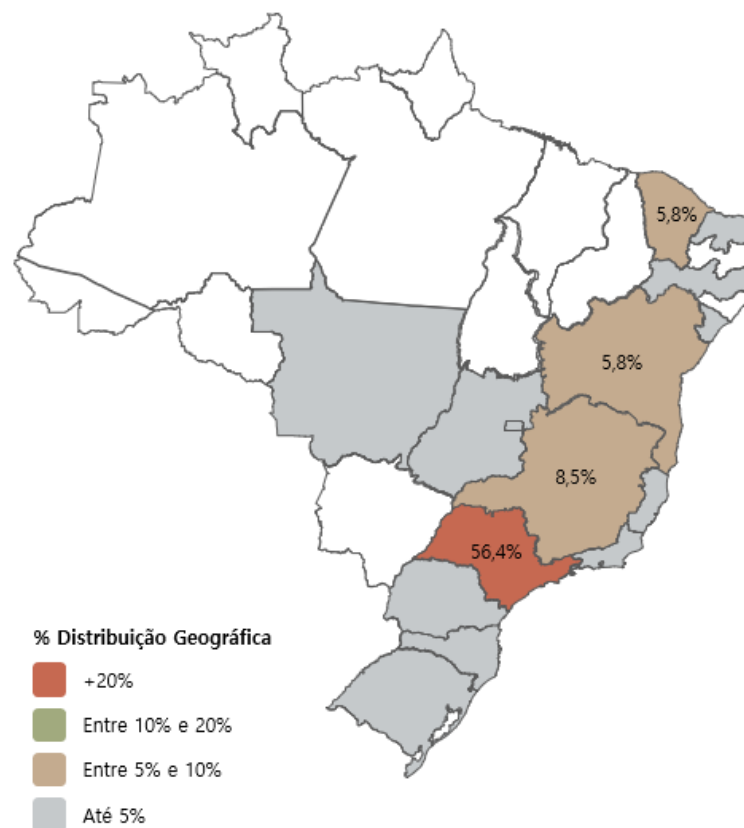 5,8%
5,8%
8,5%
56,4%
% Distribuição Geográfica
+20%
Entre 10% e 20%
Entre 5% e 10%
Até 5%